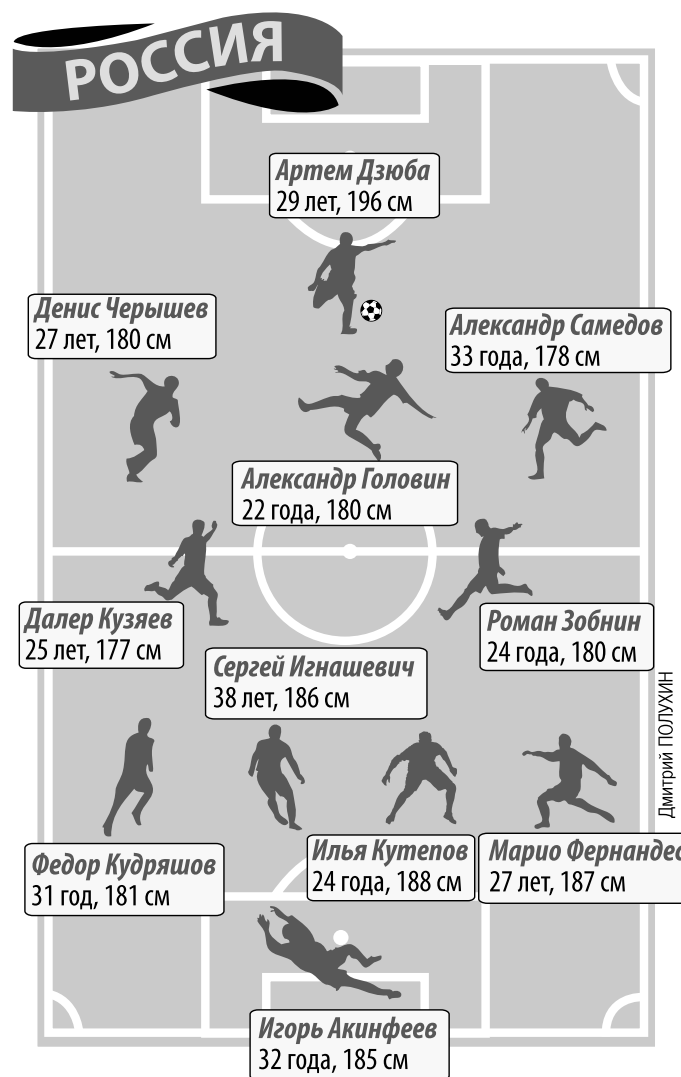 РОССИЯ
Артем Дзюба
29 лет, 196 см
Денис Черышев
27 лет, 180 см
Александр Самедов
33 года, 178 см
Александр Головин
22 года, 180 см
Далер Кузяев
25 лет, 177 см
Роман Зобнин
24 года, 180 см
Сергей Игнашевич
38 лет, 186 см
Дмитрий ПОЛУХИН
Федор Кудряшов
31 год, 181 см
Илья Кутепов
24 года, 188 см
Марио Фернандес
27 лет, 187 см
Игорь Акинфеев
32 года, 185 см